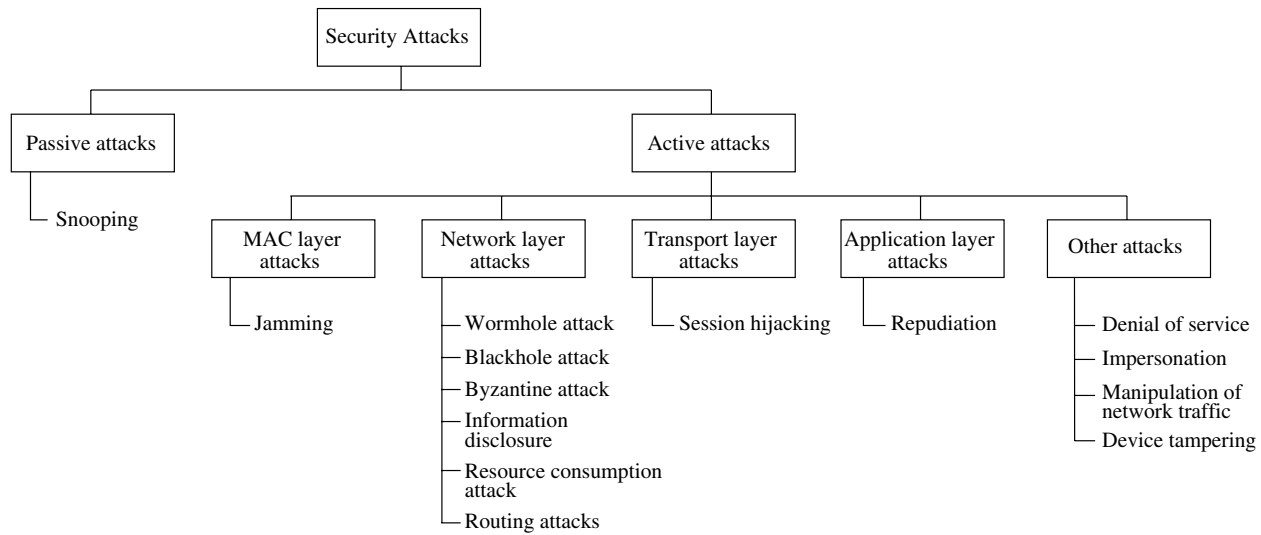 Security Attacks
Passive attacks
Active attacks
Snooping
MAC layer
attacks
Network layer
attacks
Transport layer
attacks
Application layer
attacks
Other attacks
Jamming
Wormhole attack
Blackhole attack
Byzantine attack
Information
disclosure
Resource consumption
attack
Routing attacks
Session hijacking
Repudiation
Denial of service
Impersonation
Manipulation of
network traffic
Device tampering